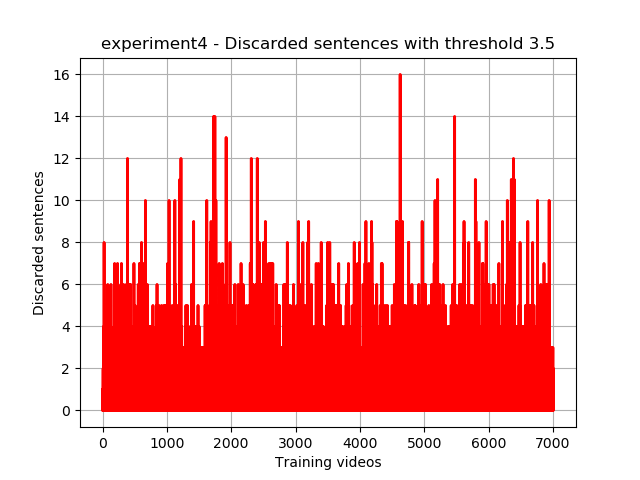 experiment4 - Discarded sentences with threshold 3.5
16
14
12
10
8
6
4
2
0
Discarded sentences
0 1000 2000 3000 4000 5000 6000 7000
Training videos